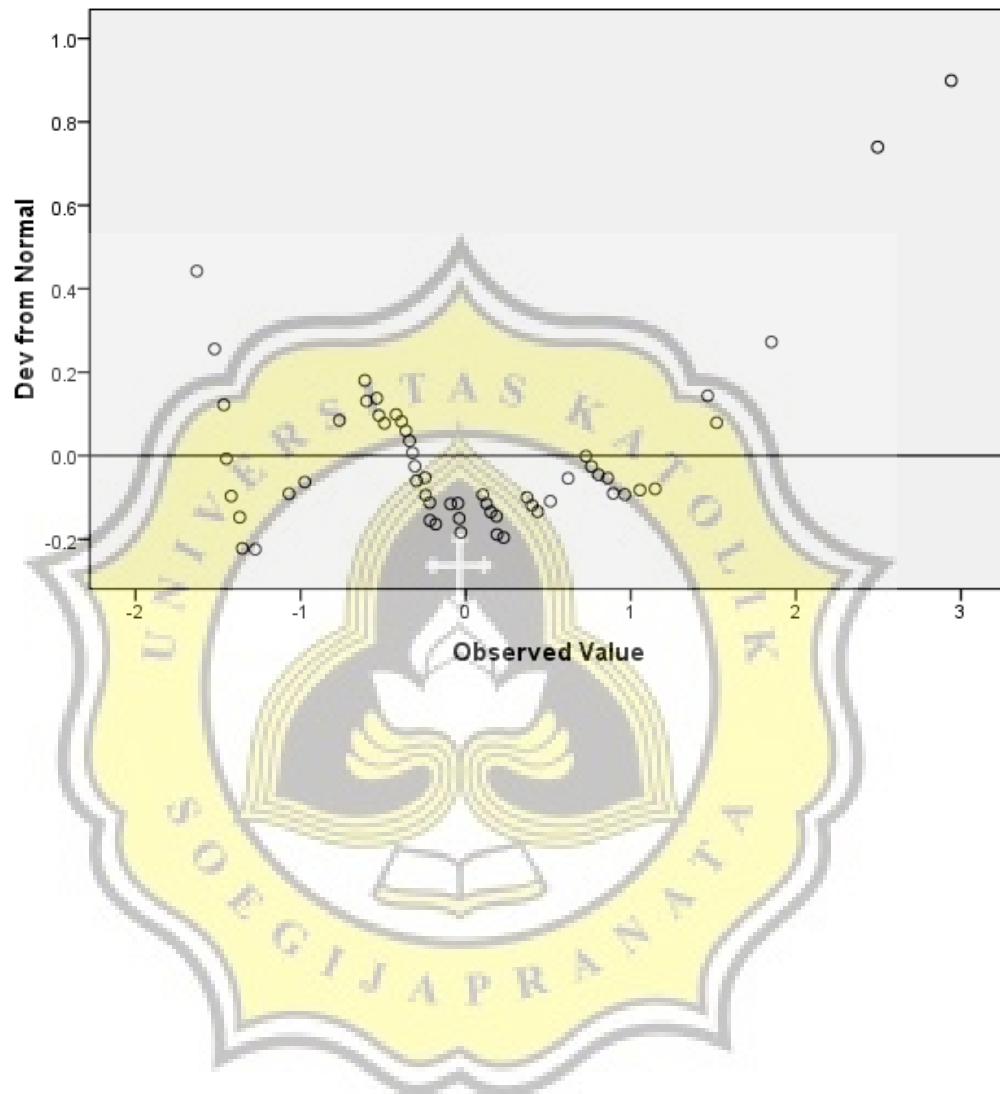 1.0
0.8
0.6
0.4
0.2
0.0
-0.2
Dev from Normal
-2 -1 0 1 2 3
Observed Value
UNIVERSITAS KATOLIK
SOEGIJAPRANATA